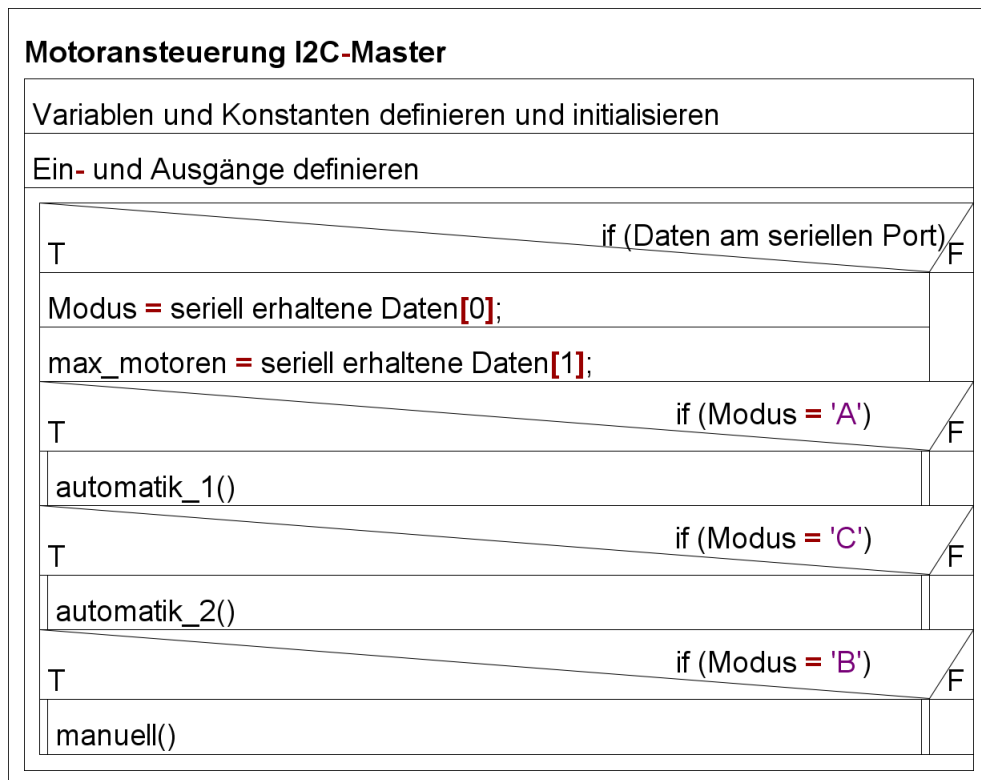 Motoransteuerung I2C-Master
Variablen und Konstanten definieren und initialisieren
Ein- und Ausgänge definieren
if (Daten am seriellen Port)
T F
Modus = seriell erhaltene Daten[0];
max_motoren = seriell erhaltene Daten[1];
if (Modus = 'A')
T F
automatik_1()
if (Modus = 'C')
T F
automatik_2()
if (Modus = 'B')
T F
manuell()